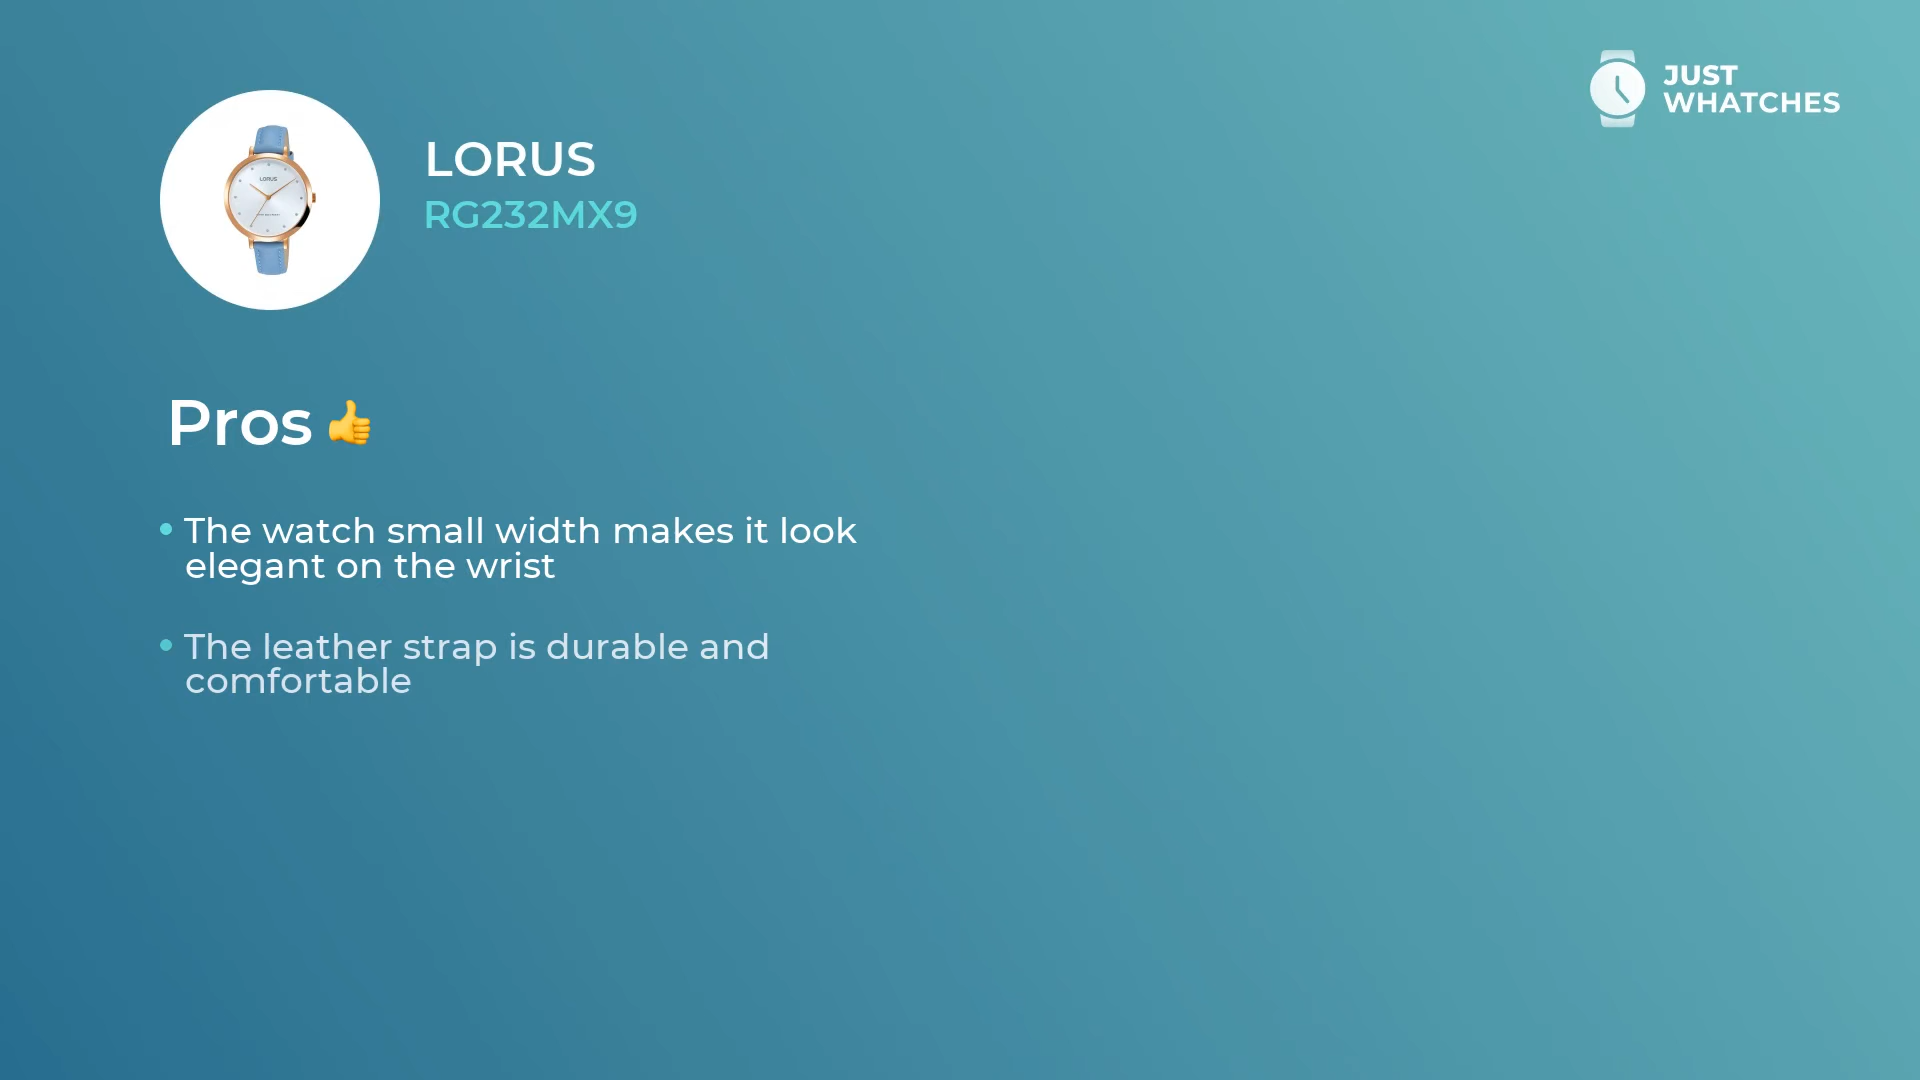 JUST
WHATCHES
LORUS
RG232MX9
LORUS
Pros
The watch small width makes it look
elegant on the wrist
The leather strap is durable and
comfortable